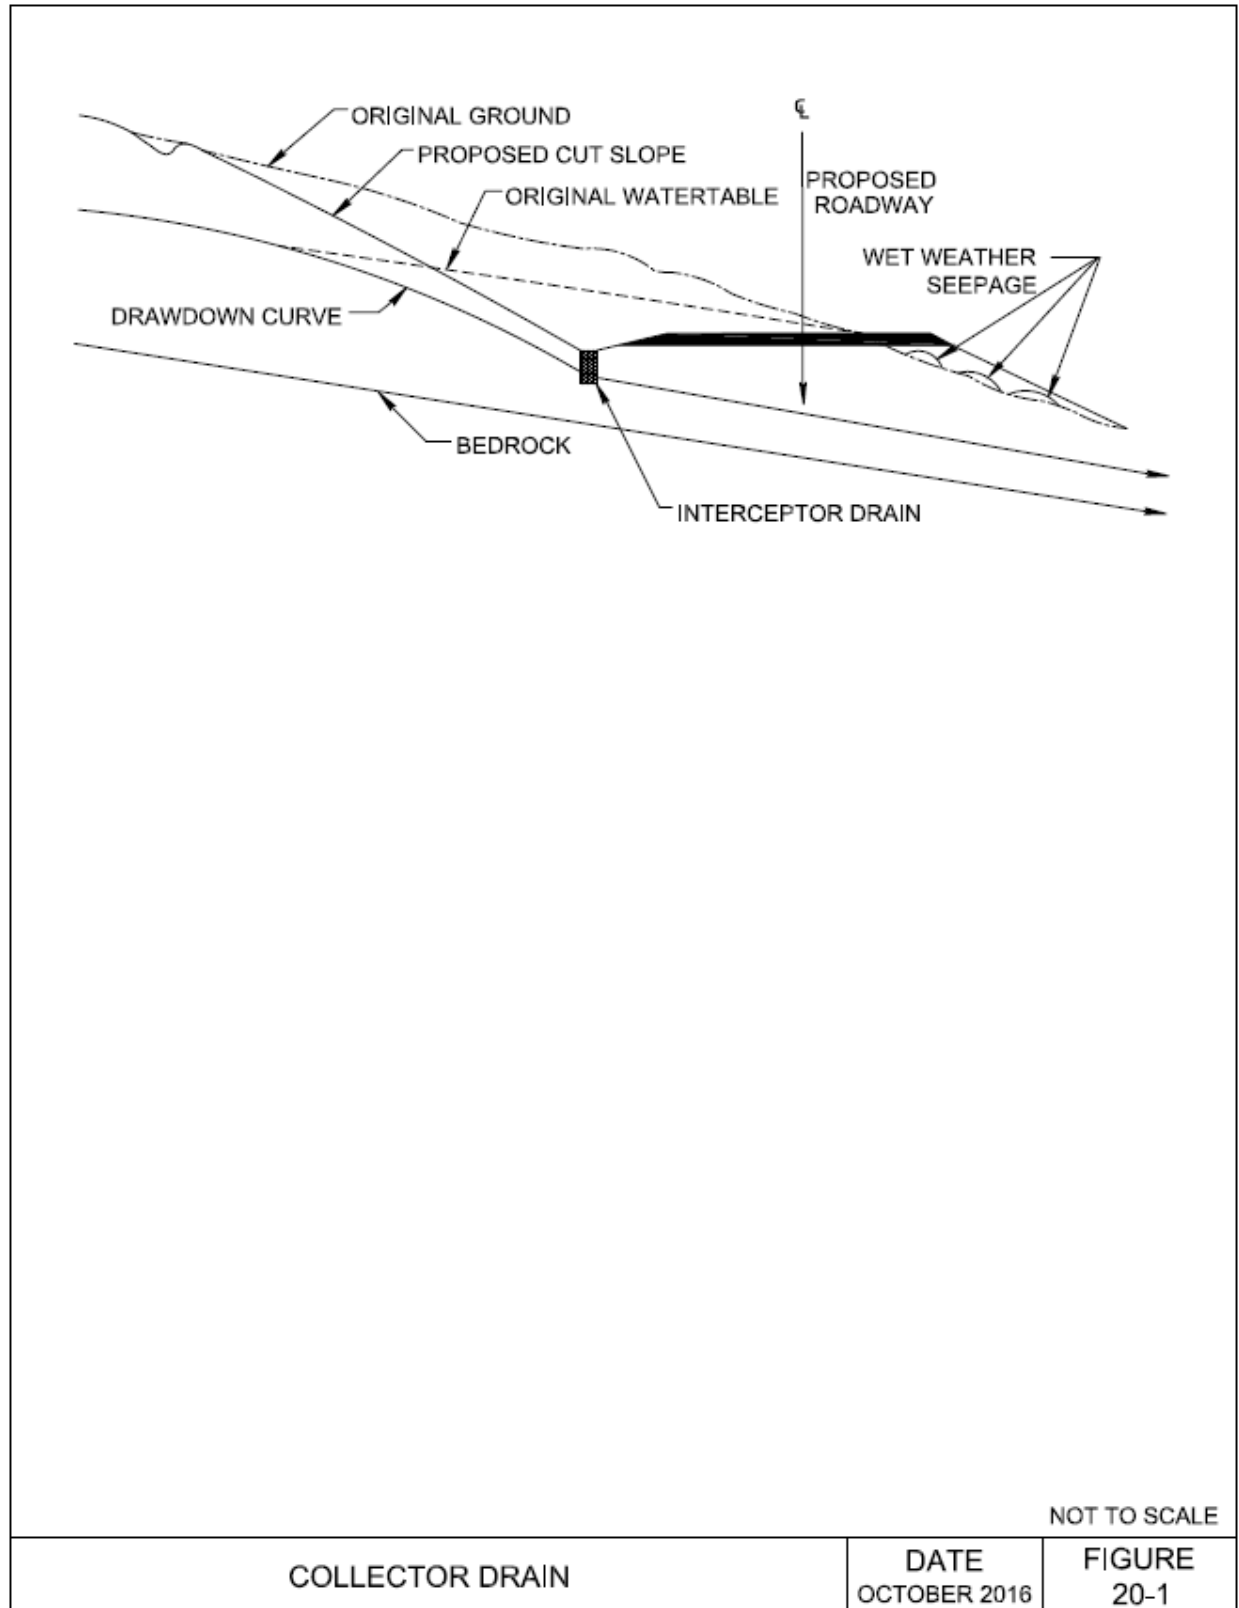 ℄
ORIGINAL GROUND
PROPOSED CUT SLOPE
PROPOSED
ROADWAY
ORIGINAL WATERTABLE
WET WEATHER
SEEPAGE
DRAWDOWN CURVE
BEDROCK
INTERCEPTOR DRAIN
NOT TO SCALE
COLLECTOR DRAIN
DATE
OCTOBER 2016
FIGURE
20-1